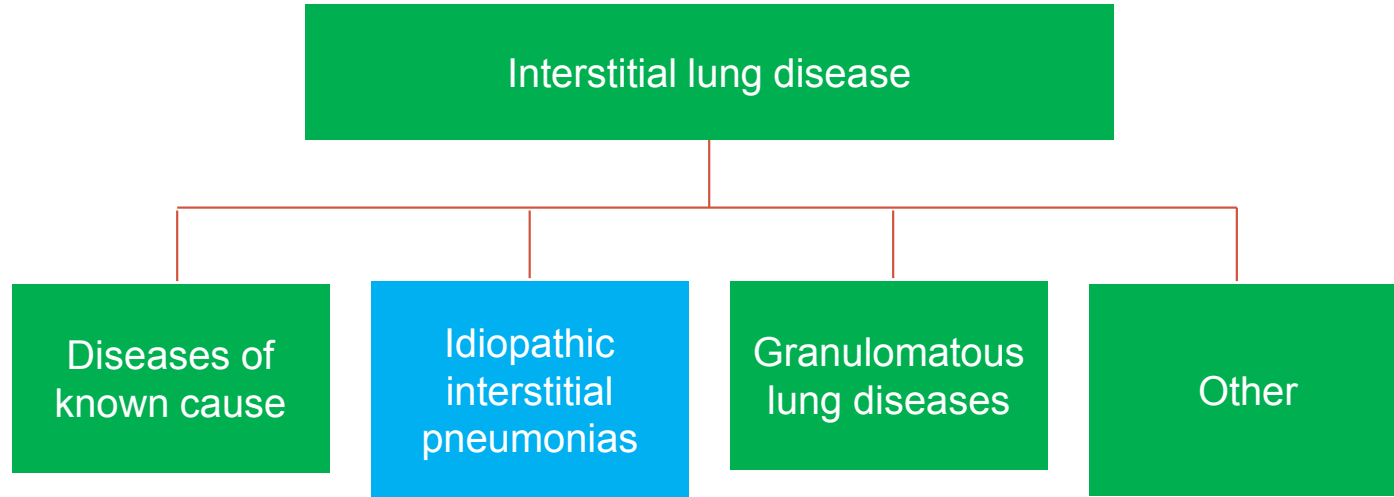 Interstitial lung disease
Diseases of
known cause
Idiopathic
interstitial
pneumonias
Granulomatous
lung diseases
Other